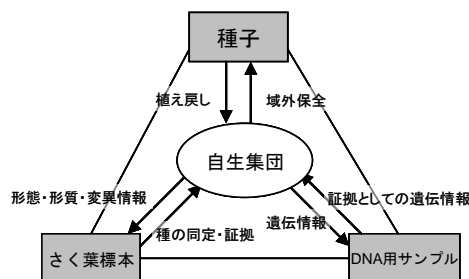 種子
植え戻し
域外保全
自生集団
形態・形質・変異情報
証拠としての遺伝情報
種の同定・証拠
遺伝情報
さく葉標本
DNA用サンプル